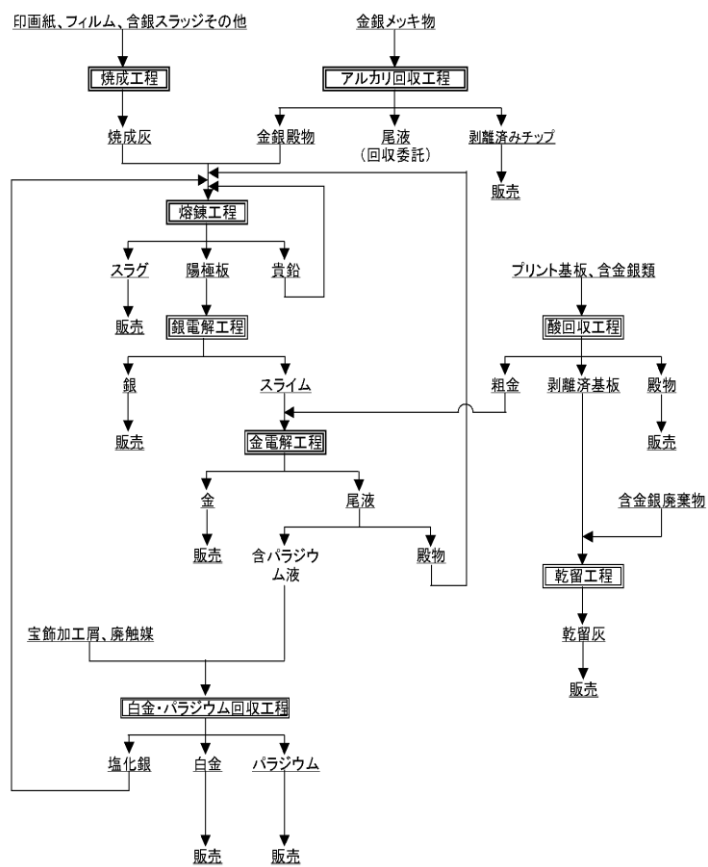 印画紙、フィルム、含銀スラッジその他
金銀メッキ物
焼成工程
アルカリ回収工程
焼成灰
金銀殿物
尾液
(回収委託)
剥離済みチップ
販売
熔錬工程
スラグ
陽極板
貴鉛
プリント基板、含金銀類
販売
銀電解工程
酸回収工程
銀
スライム
粗金
剥離済基板
殿物
販売
販売
金電解工程
金
尾液
含金銀廃棄物
販売
含パラジウ
ム液
殿物
乾留工程
宝飾加工屑、廃触媒
乾留灰
販売
白金・パラジウム回収工程
塩化銀
白金
パラジウム
販売
販売